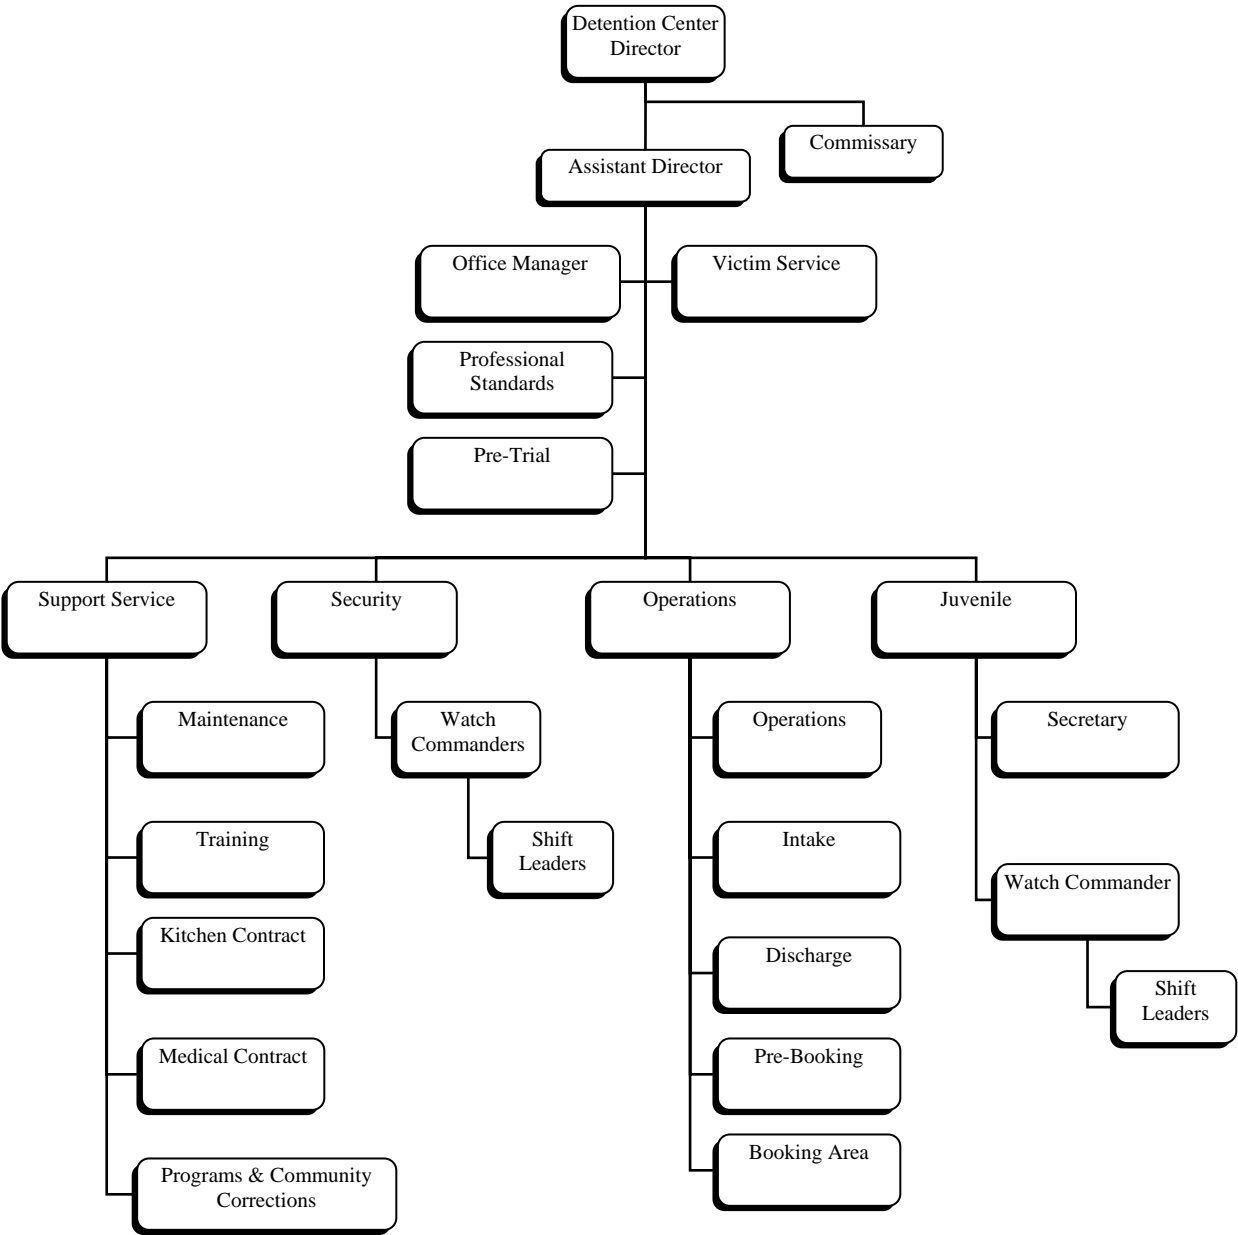 Detention Center
Director
Commissary
Assistant Director
Office Manager
Victim Service
Professional
Standards
Pre-Trial
Support Service
Security
Operations
Juvenile
Maintenance
Watch
Commanders
Operations
Secretary
Training
Shift
Leaders
Intake
Watch Commander
Kitchen Contract
Discharge
Shift
Leaders
Medical Contract
Pre-Booking
Booking Area
Programs & Community
Corrections